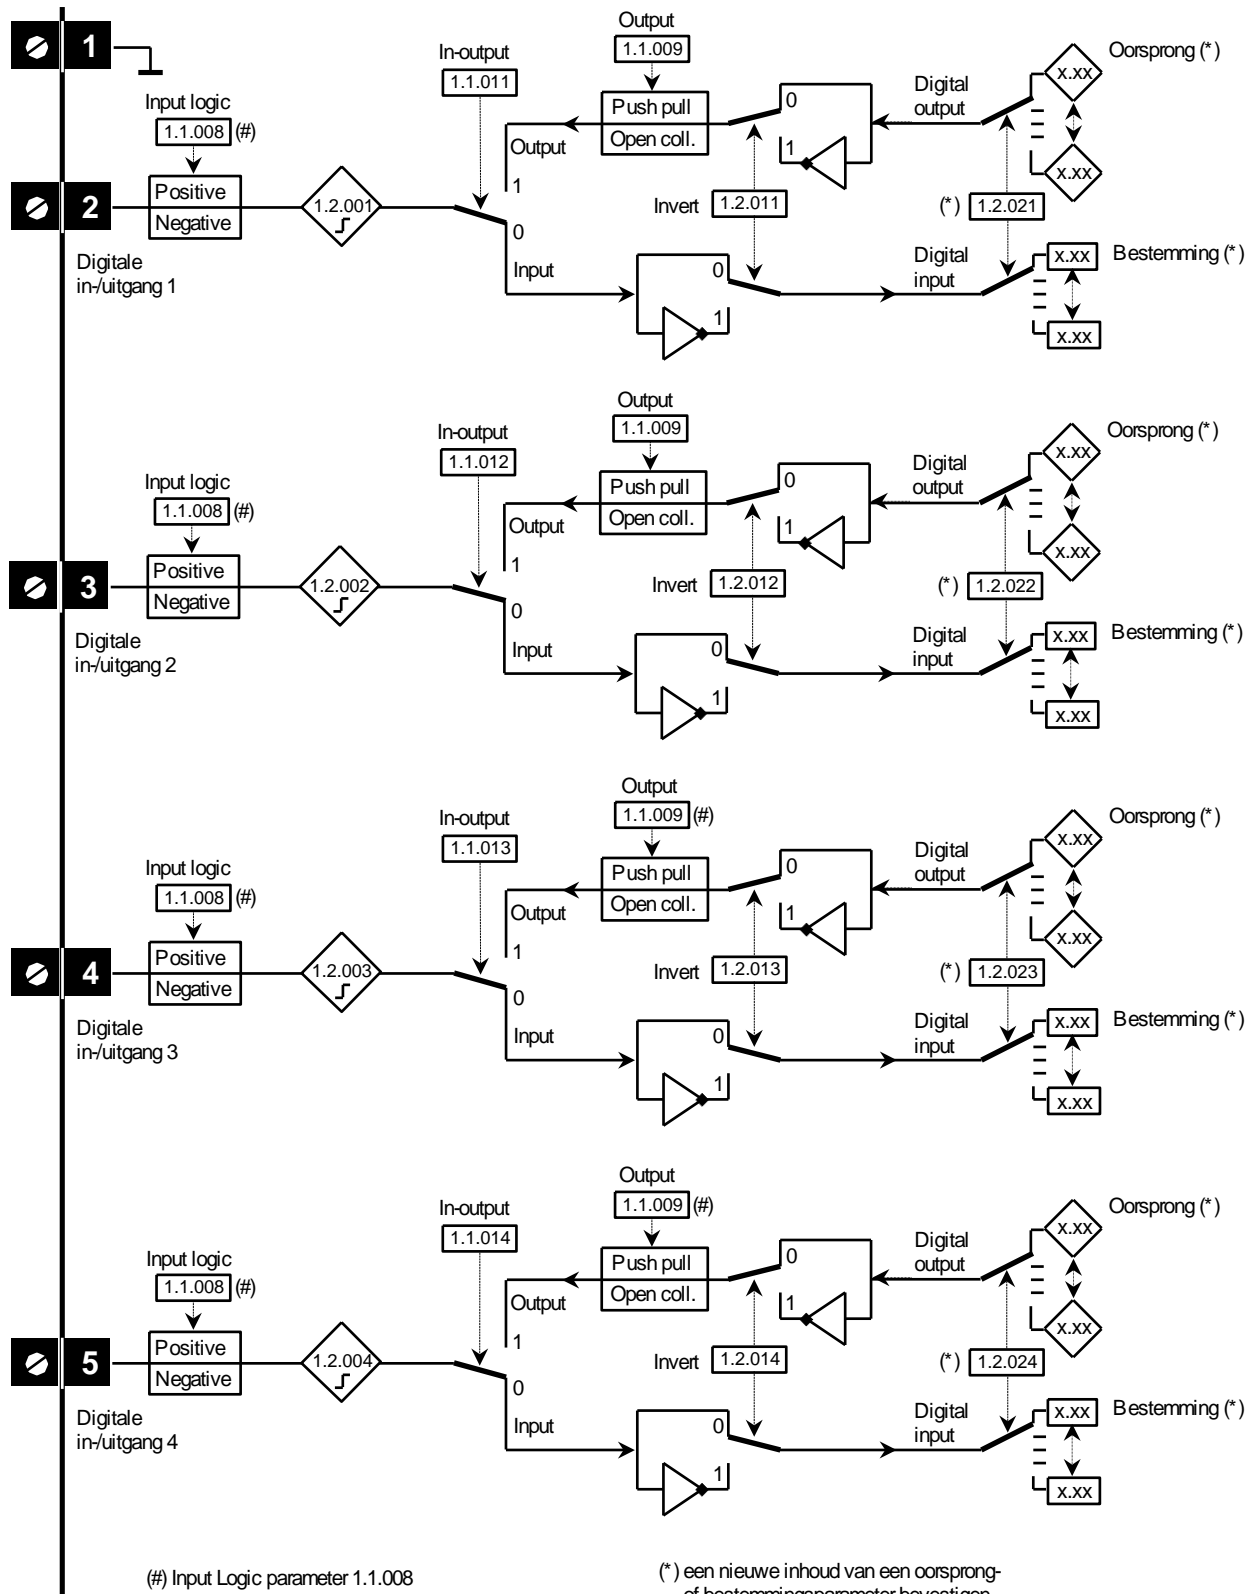 Output
1.1.009
Oorsprong (*)
1
In-output
1.1.011
x.xx
Input logic
1.1.008 (#)
Push pull
Open coll.
0
1
Digital
output
Output
1
x.xx
2
Positive
Negative
1.2.001
0
Invert 1.2.011
(*) 1.2.021
Digitale
in-/uitgang 1
Input
0
1
Digital
input
x.xx
Bestemming (*)
x.xx
Output
1.1.009
Oorsprong (*)
In-output
1.1.012
x.xx
Input logic
1.1.008 (#)
Push pull
Open coll.
0
1
Digital
output
Output
1
x.xx
3
Positive
Negative
1.2.002
0
Invert 1.2.012
(*) 1.2.022
Digitale
in-/uitgang 2
Input
0
1
Digital
input
x.xx
Bestemming (*)
x.xx
Output
1.1.009 (#)
Oorsprong (*)
In-output
1.1.013
x.xx
Input logic
1.1.008 (#)
Push pull
Open coll.
0
1
Digital
output
Output
1
x.xx
4
Positive
Negative
1.2.003
0
Invert 1.2.013
(*) 1.2.023
Digitale
in-/uitgang 3
Input
0
1
Digital
input
x.xx
Bestemming (*)
x.xx
Output
1.1.009 (#)
Oorsprong (*)
In-output
1.1.014
x.xx
Input logic
1.1.008 (#)
Push pull
Open coll.
0
1
Digital
output
Output
1
x.xx
5
Positive
Negative
1.2.004
0
Invert 1.2.014
(*) 1.2.024
Digitale
in-/uitgang 4
Input
0
1
Digital
input
x.xx
Bestemming (*)
x.xx
(#) Input Logic parameter 1.1.008
(*) een nieuwe inhoud van een oorsprong-
of bestemmingsparameter bevestigen